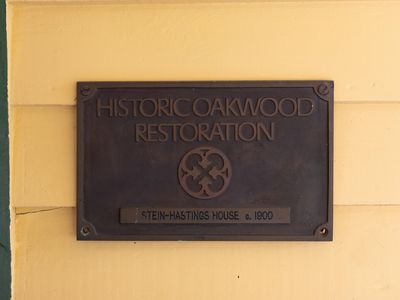 HISTORIC OAKWOOD
RESTORATION
STEIN-HASTINGS HOUSE c. 1900